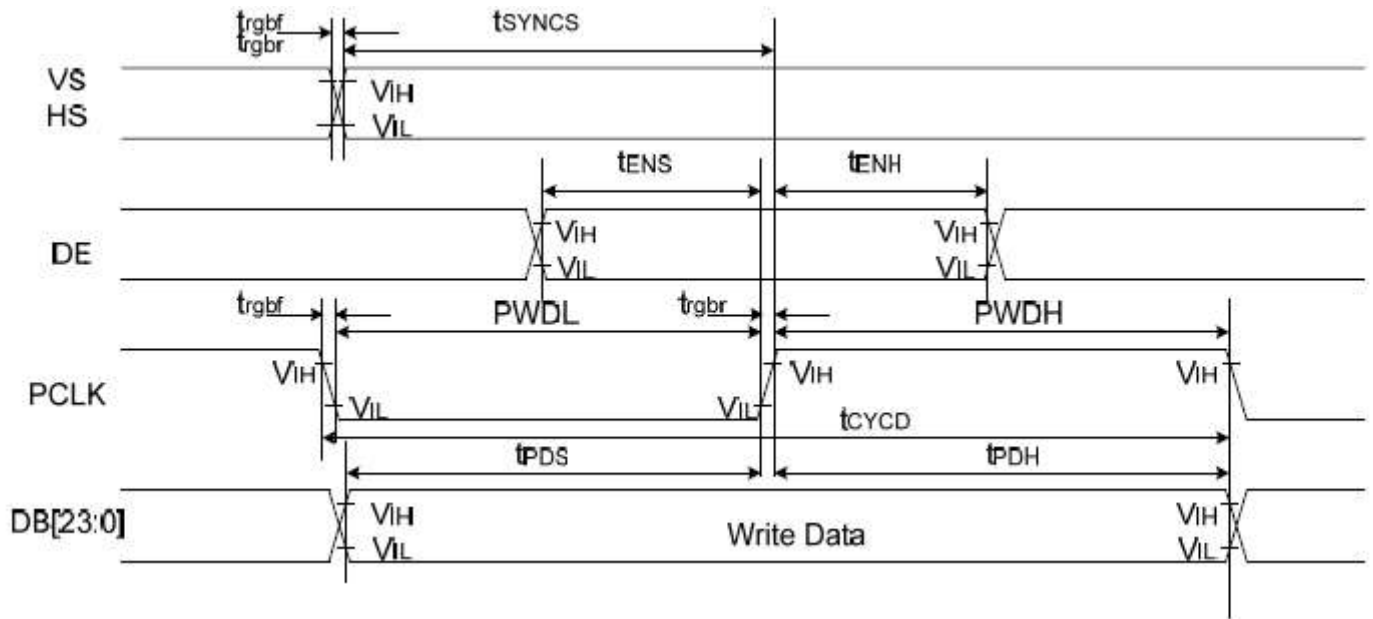 trgbf
trgbr
tSYNCS
VS
HS
VIH
VIL
tENS
tENH
DE
VIH
VIL
VIH
VIL
trgbf
PWDL
trgbr
PWDH
PCLK
VIH
VIL
VIL
VIH
VIH
tCYCD
tPDS
tPDH
DB[23:0]
VIH
VIL
Write Data
VIH
VIL